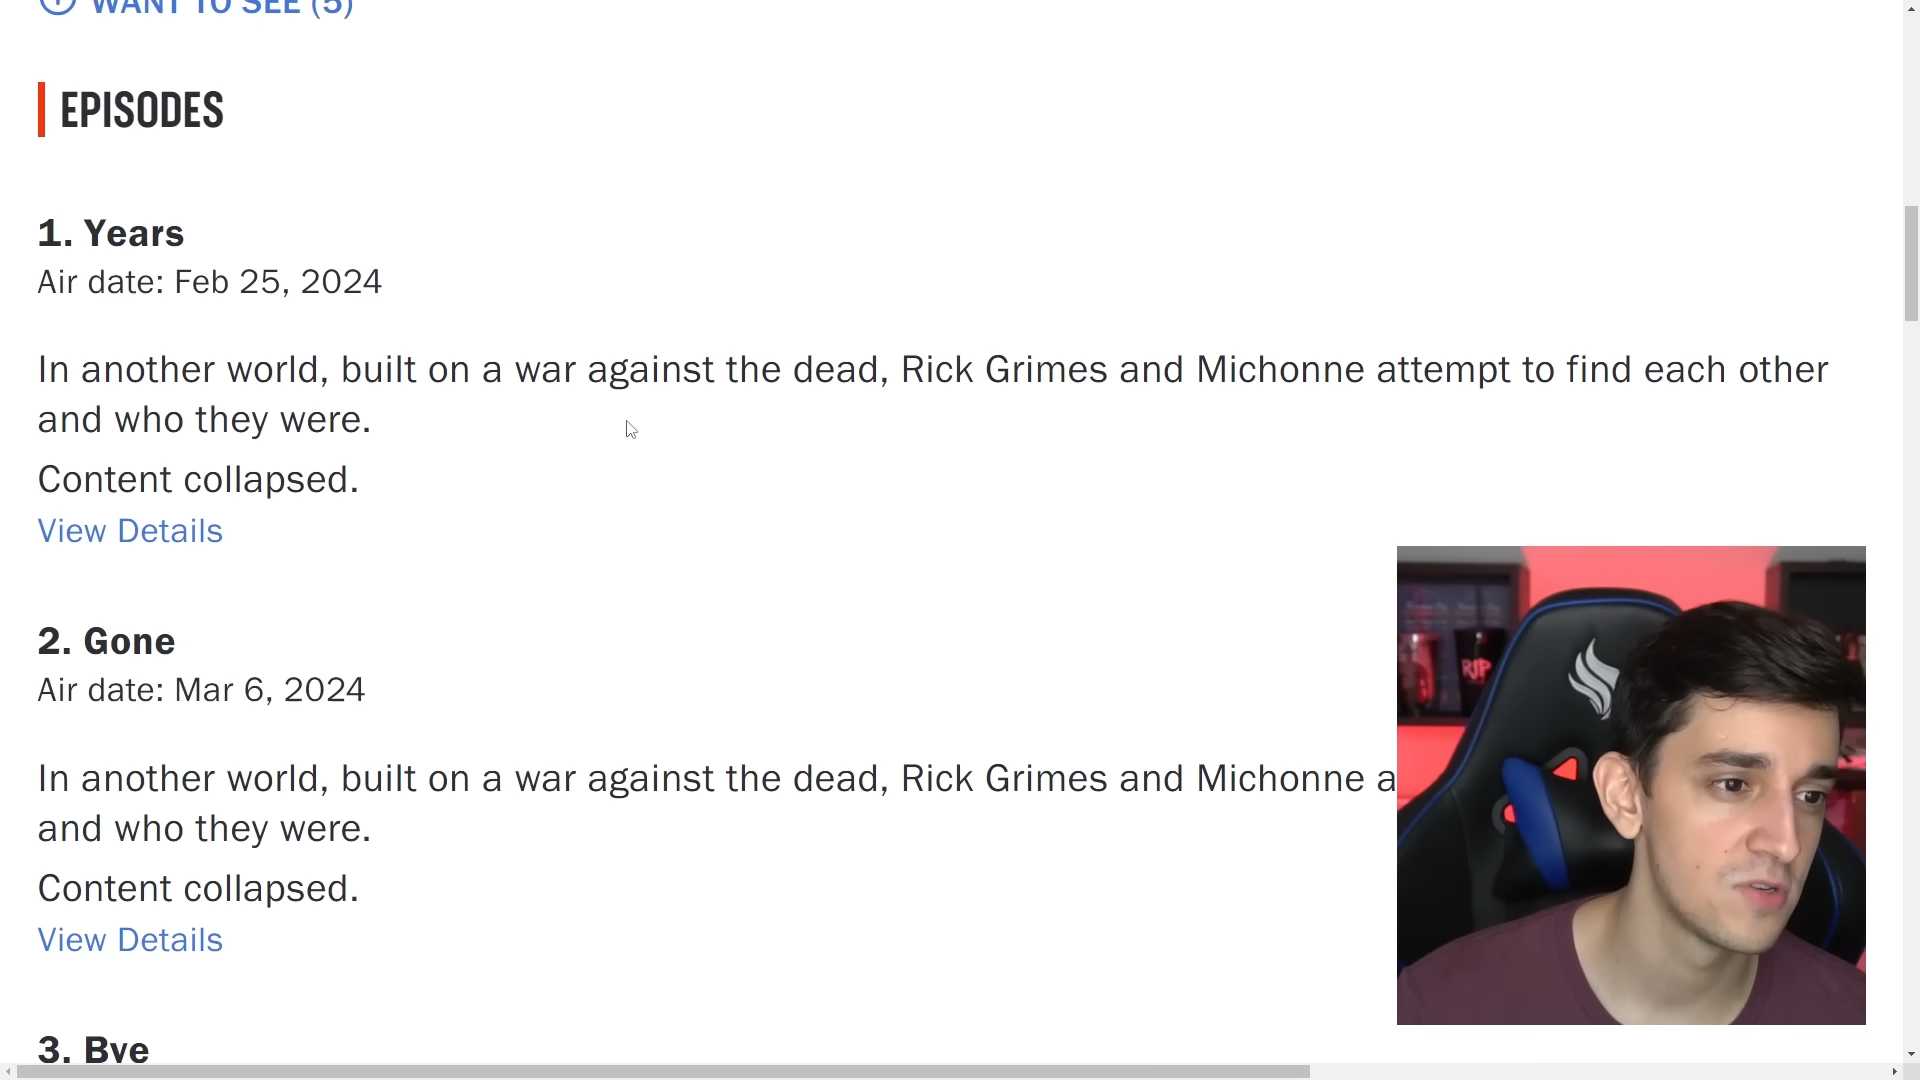 WANT TO SEE (5)
EPISODES
1. Years
Air date: Feb 25, 2024
In another world, built on a war against the dead, Rick Grimes and Michonne attempt to find each other
and who they were.
Content collapsed.
View Details
2. Gone
Air date: Mar 6, 2024
In another world, built on a war against the dead, Rick Grimes and Michonne a
and who they were.
Content collapsed.
View Details
RIP
3. Bye